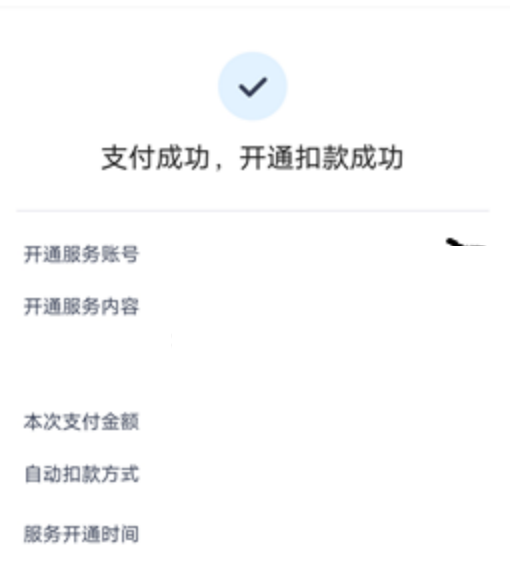 支付成功，开通扣款成功
开通服务账号
开通服务内容
本次支付金额
自动扣款方式
服务开通时间